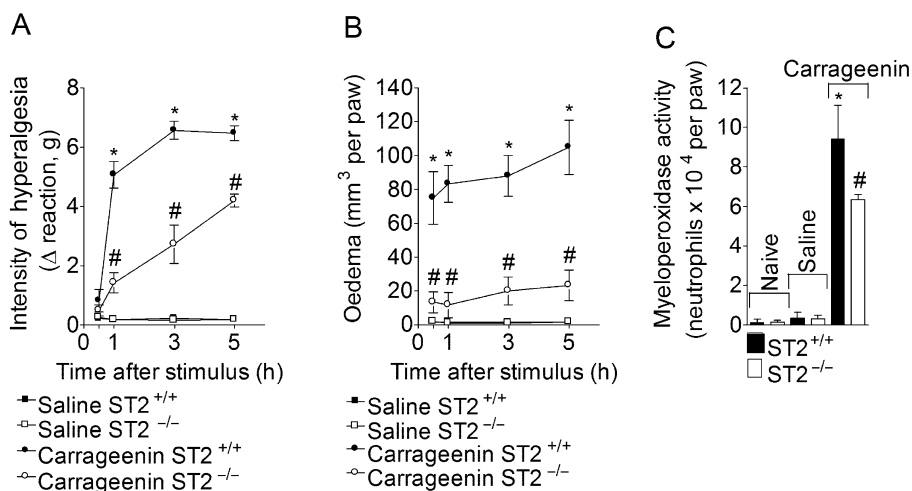 A
Intensity of hyperalgesia
(Δ reaction, g)
8
6
4
2
0
*
*
*
#
#
#
0
1
3
5
Time after stimulus (h)
Saline ST2 +/+
Saline ST2 −/−
Carrageenin ST2 +/+
Carrageenin ST2 −/−
B
Oedema (mm3 per paw)
140
120
100
80
60
40
20
0
*
*
*
*
#
#
#
#
0
1
3
5
Time after stimulus (h)
Saline ST2 +/+
Saline ST2 −/−
Carrageenin ST2 +/+
Carrageenin ST2 −/−
C
Myeloperoxidase activity
(neutrophils x 10 4 per paw)
12
10
8
6
4
2
0
Naive
Saline
Carrageenin
*
#
ST2 +/+
ST2 −/−